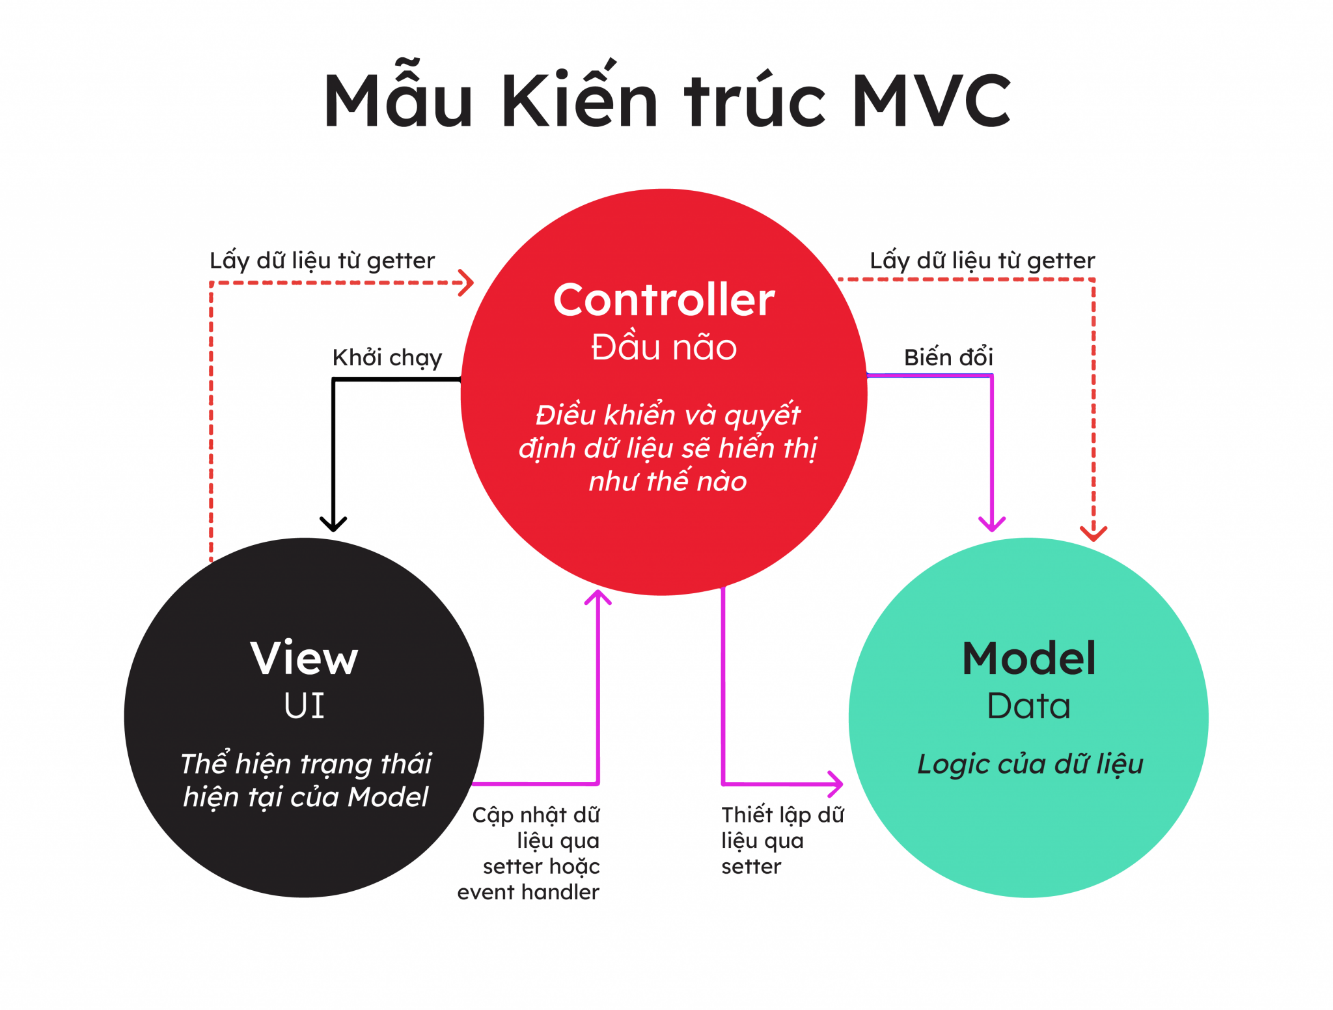 Mẫu Kiến trúc MVC
Lấy dữ liệu từ getter
Lấy dữ liệu từ getter
Controller
Đầu não
Khởi chạy
Biến đổi
Điều khiển và quyết
định dữ liệu sẽ hiển thị
như thế nào
View
UI
Thể hiện trạng thái
hiện tại của Model
Model
Data
Logic của dữ liệu
Cập nhật dữ
liệu qua
setter hoặc
event handler
Thiết lập dữ
liệu qua
setter